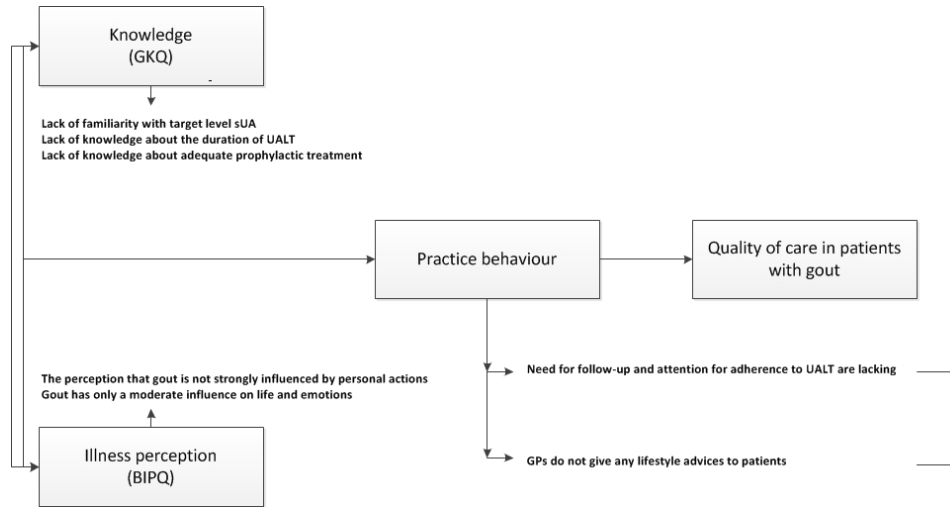 Knowledge
(GKQ)
Lack of familiarity with target level sUA
Lack of knowledge about the duration of UALT
Lack of knowledge about adequate prophylactic treatment
Practice behaviour
Quality of care in patients
with gout
Need for follow-up and attention for adherence to UALT are lacking
The perception that gout is not strongly influenced by personal actions
Gout has only a moderate influence on life and emotions
Illness perception
(BIPQ)
GPs do not give any lifestyle advices to patients